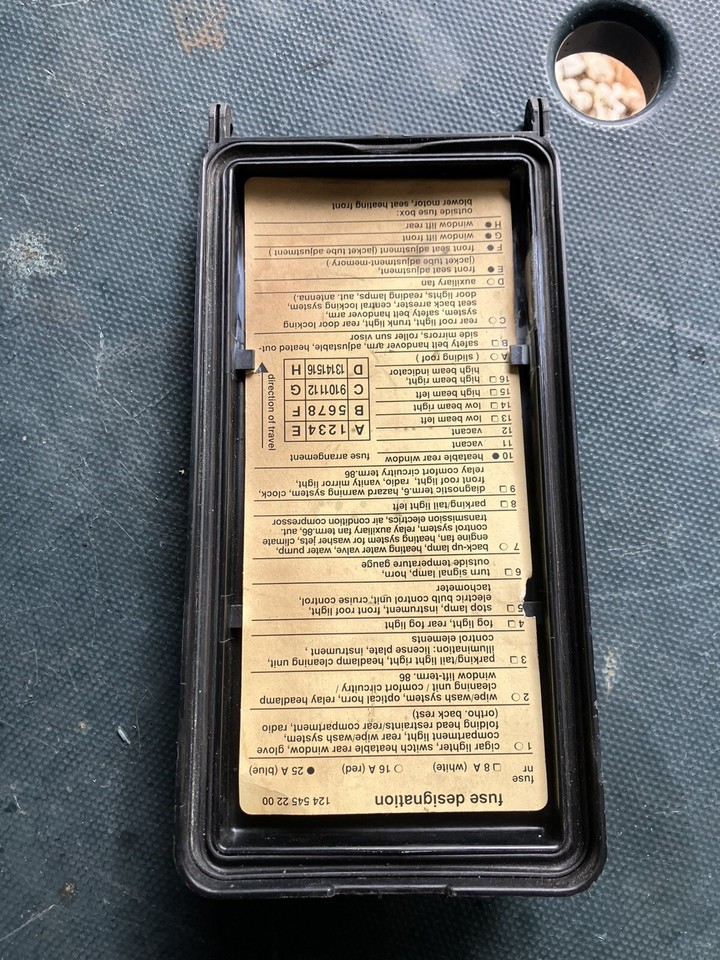 fuse designation 124 545 22 00
fuse
nr □ 8 A (white) ○ 16 A (red) ● 25 A (blue)
1 ○ cigar lighter, switch heatable rear window, glove
compartment light, rear wipe/wash system,
folding head restraints/rear compartment, radio
(ortho. back rest)
2 ○ wipe/wash system, optical horn, relay headlamp
cleaning unit / comfort circuitry /
window-lift-term. 86
3 □ parking/tail light right, headlamp cleaning unit,
illumination: license plate, instrument,
control elements
4 □ fog light, rear fog light
5 □ stop lamp, instrument, front roof light,
electric bulb control unit, cruise control,
tachometer
6 □ turn signal lamp, horn,
outside temperature gauge
7 ○ back-up lamp, heating water valve, water pump,
engine fan, heating system for washer jets, climate
control system, relay auxiliary fan term.86, aut.
transmission electrics, air condition compressor
8 □ parking/tail light left
9 □ diagnostic term.6, hazard warning system, clock,
front roof light, radio, vanity mirror light,
relay comfort circuitry term.86
10 ● heatable rear window
11 vacant
12 vacant
13 □ low beam left
14 □ low beam right
15 □ high beam left
16 □ high beam right,
high beam indicator
fuse arrangement
A 1 2 3 4 E
B 5 6 7 8 F
C 9 10 11 12 G
D 13 14 15 16 H
direction of travel
A ○ (sliding roof)
B □ safety belt handover arm, adjustable, heated out-
side mirrors, roller sun visor
C ○ rear roof light, trunk light, rear door locking
system, safety belt handover arm,
seat back arrester, central locking system,
door lights, reading lamps, aut. antenna,)
D ○ auxiliary fan
E ● front seat adjustment,
(jacket tube adjustment-memory-)
F ● front seat adjustment (jacket tube adjustment)
G ● window lift front
H ● window lift rear
outside fuse box:
blower motor, seat heating front